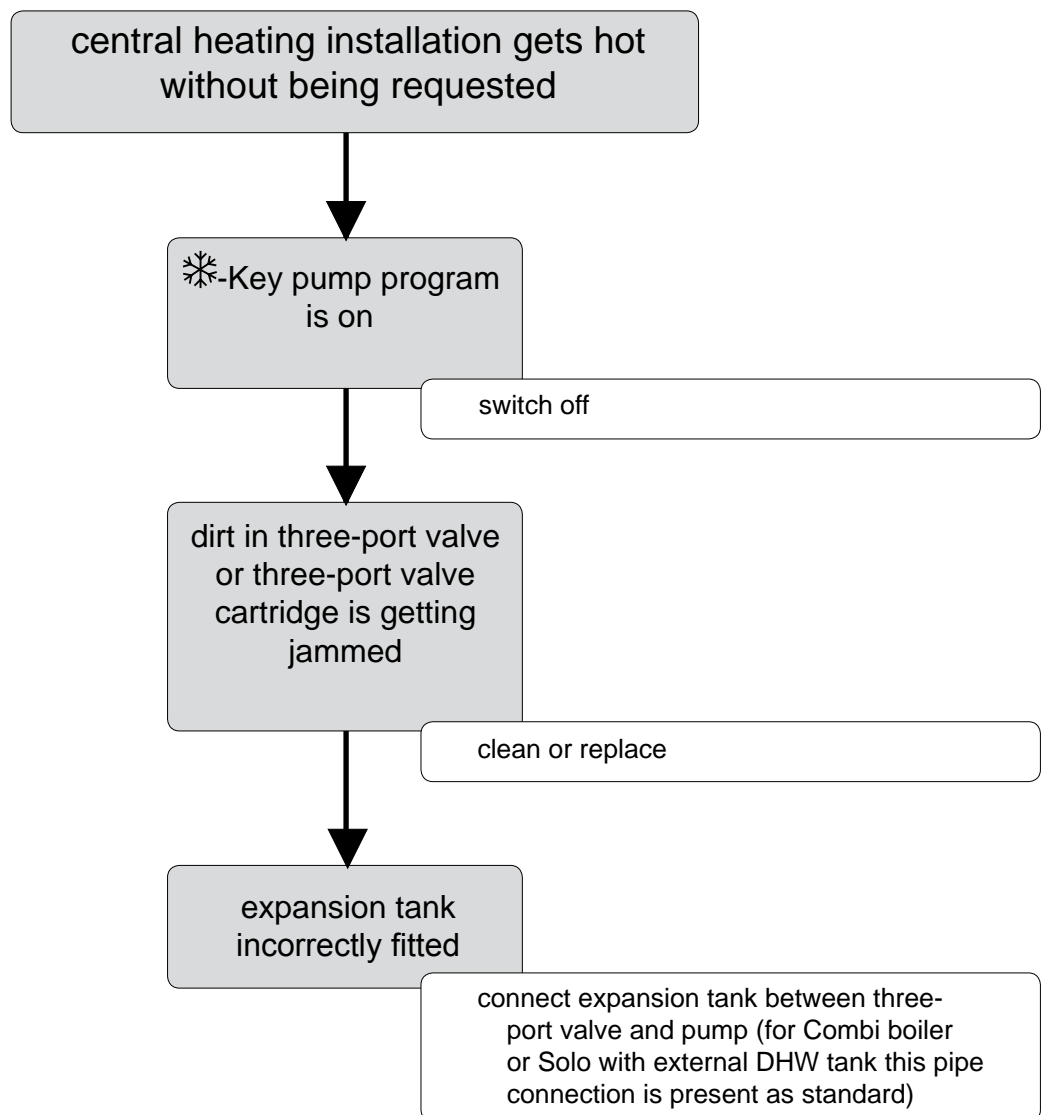 central heating installation gets hot
without being requested
-Key pump program
is on
switch off
dirt in three-port valve
or three-port valve
cartridge is getting
jammed
clean or replace
expansion tank
incorrectly fitted
connect expansion tank between three-
port valve and pump (for Combi boiler
or Solo with external DHW tank this pipe
connection is present as standard)